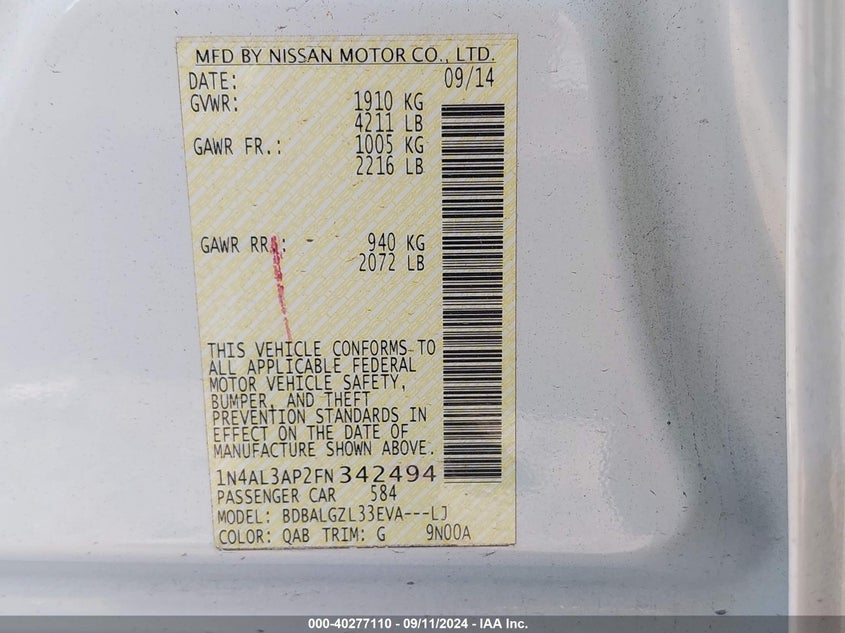 MFD BY NISSAN MOTOR CO., LTD.
DATE: 09/14
GVWR: 1910 KG
4211 LB
GAWR FR.: 1005 KG
2216 LB
GAWR RR.: 940 KG
2072 LB
THIS VEHICLE CONFORMS TO
ALL APPLICABLE FEDERAL
MOTOR VEHICLE SAFETY,
BUMPER, AND THEFT
PREVENTION STANDARDS IN
EFFECT ON THE DATE OF
MANUFACTURE SHOWN ABOVE.
1N4AL3AP2FN342494
PASSENGER CAR 584
MODEL: BDBALGZL33EVA---LJ
COLOR: QAB TRIM: G 9N00A
000-40277110 - 09/11/2024 - IAA Inc.